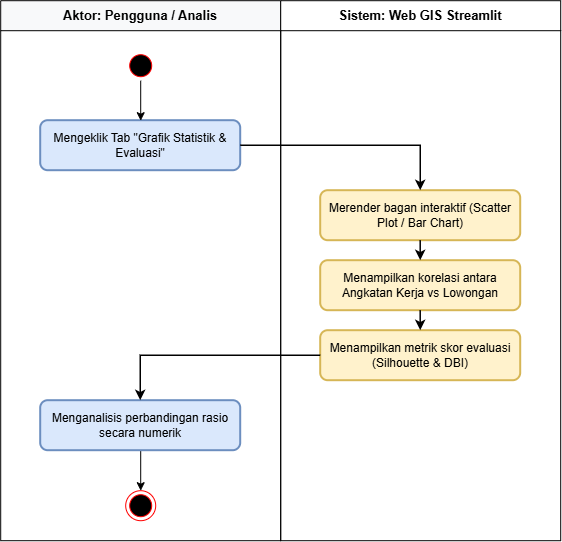 Aktor: Pengguna / Analis
Sistem: Web GIS Streamlit
Mengeklik Tab "Grafik Statistik &
Evaluasi"
Merender bagan interaktif (Scatter
Plot / Bar Chart)
Menampilkan korelasi antara
Angkatan Kerja vs Lowongan
Menampilkan metrik skor evaluasi
(Silhouette & DBI)
Menganalisis perbandingan rasio
secara numerik